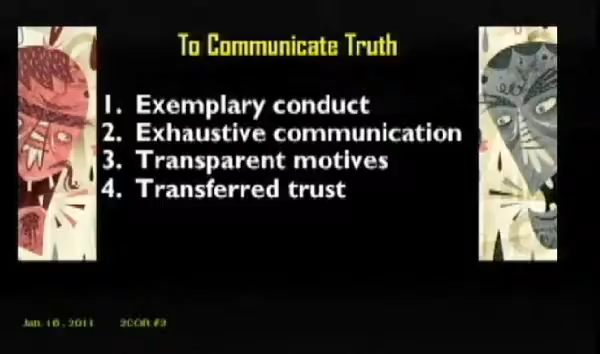 To Communicate Truth
1. Exemplary conduct
2. Exhaustive communication
3. Transparent motives
4. Transferred trust
Jan. 16, 2011 2COR #2